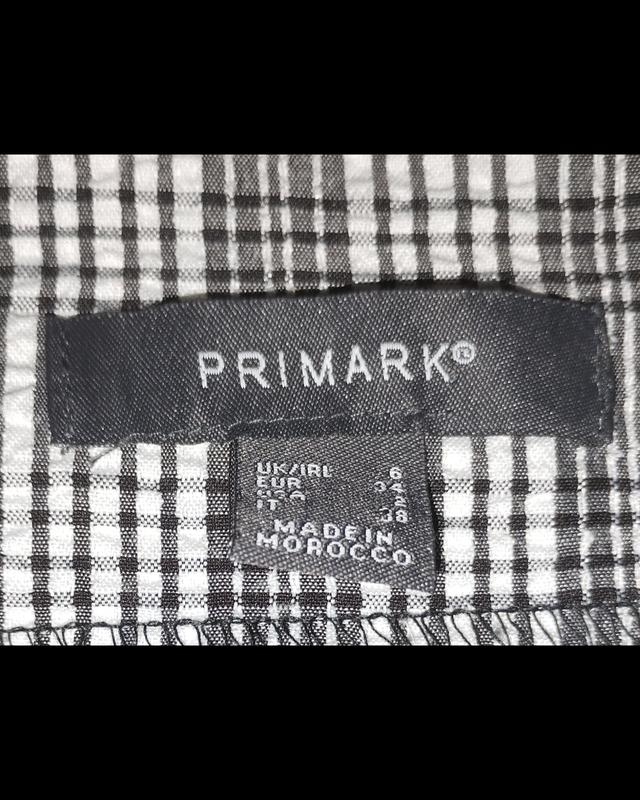 PRIMARK®
UK/IRL 6
EUR 34
USA 2
IT 38
MADE IN
MOROCCO